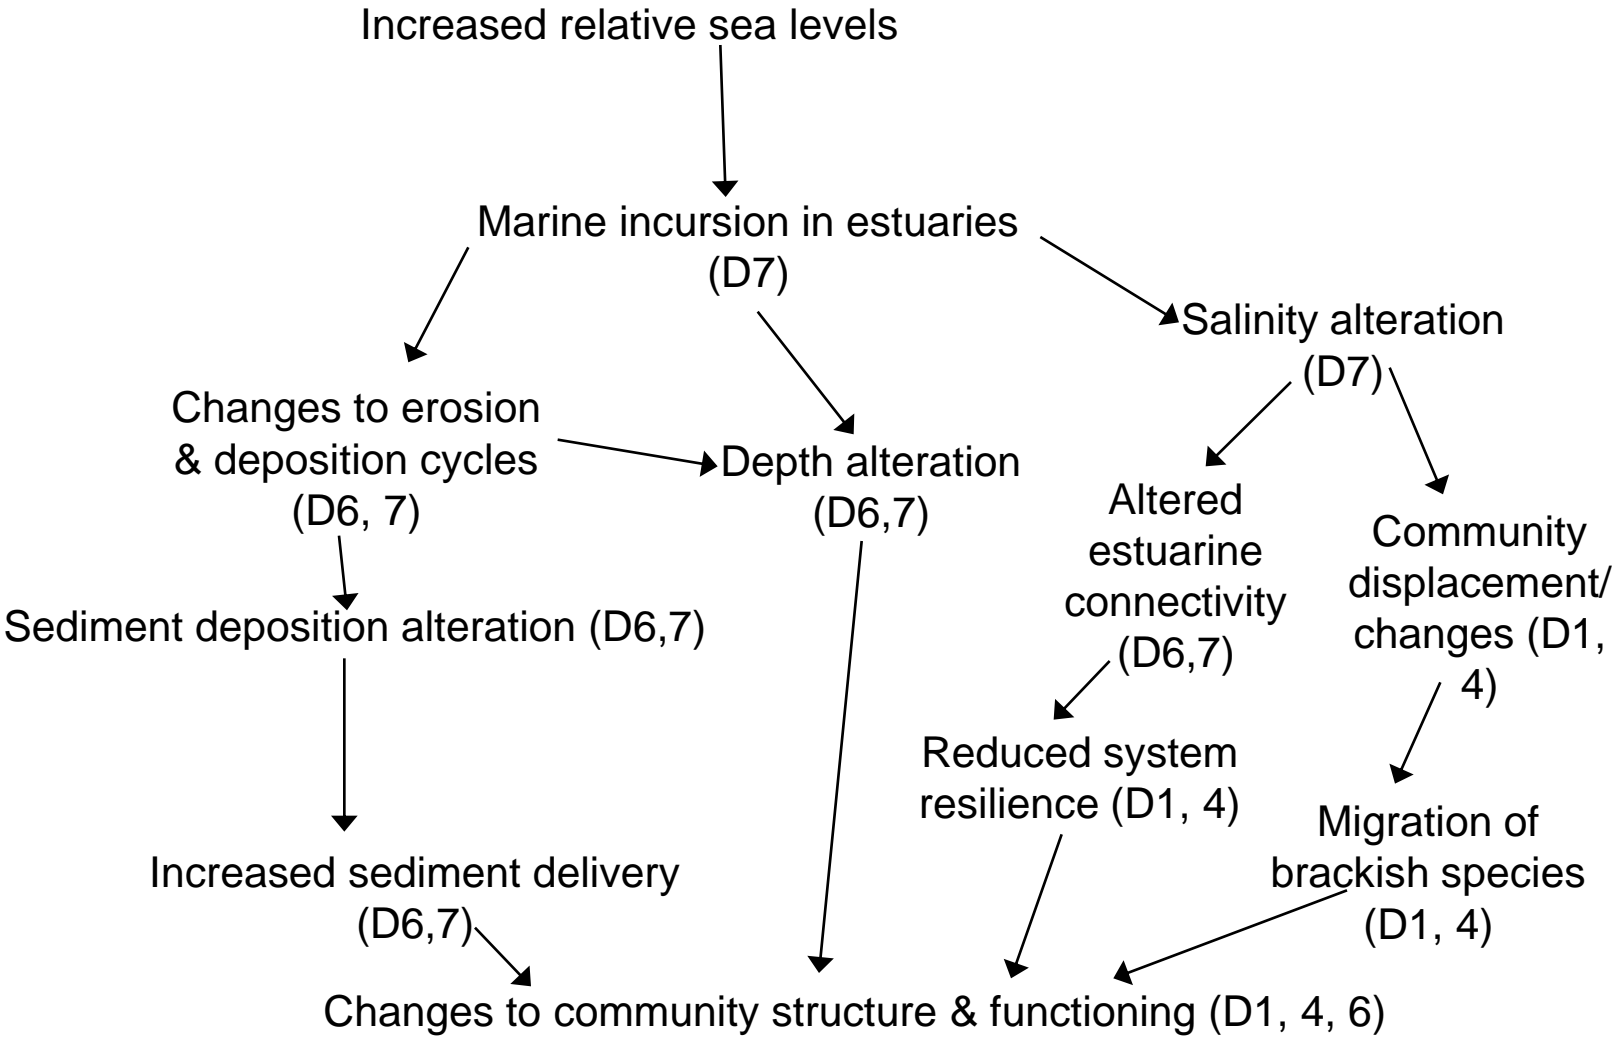 Increased relative sea levels
Marine incursion in estuaries
(D7)
Salinity alteration
(D7)
Changes to erosion
& deposition cycles
(D6, 7)
Depth alteration
(D6,7)
Altered
estuarine
connectivity
(D6,7)
Community
displacement/
changes (D1,
4)
Sediment deposition alteration (D6,7)
Reduced system
resilience (D1, 4)
Migration of
brackish species
(D1, 4)
Increased sediment delivery
(D6,7)
Changes to community structure & functioning (D1, 4, 6)